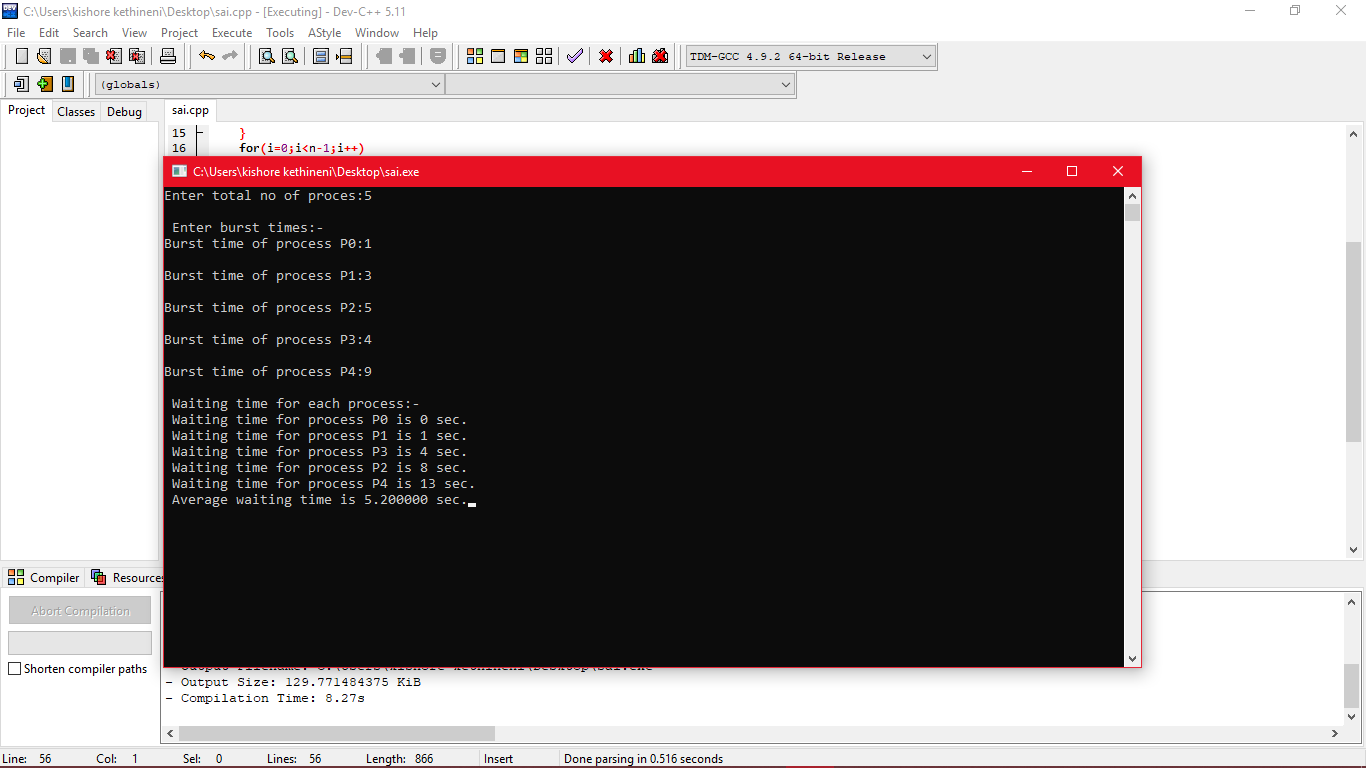 C:\Users\kishore kethineni\Desktop\sai.cpp - [Executing] - Dev-C++ 5.11
File Edit Search View Project Execute Tools AStyle Window Help
TDM-GCC 4.9.2 64-bit Release
(globals)
Project Classes Debug sai.cpp
15 }
16 for(i=0;i<n-1;i++)
C:\Users\kishore kethineni\Desktop\sai.exe
Enter total no of proces:5
Enter burst times:-
Burst time of process P0:1
Burst time of process P1:3
Burst time of process P2:5
Burst time of process P3:4
Burst time of process P4:9
Waiting time for each process:-
Waiting time for process P0 is 0 sec.
Waiting time for process P1 is 1 sec.
Waiting time for process P3 is 4 sec.
Waiting time for process P2 is 8 sec.
Waiting time for process P4 is 13 sec.
Average waiting time is 5.200000 sec.
Compiler Resources
Abort Compilation
Shorten compiler paths
- Output Filename: C:\Users\kishore kethineni\Desktop\sai.exe
- Output Size: 129.771484375 KiB
- Compilation Time: 8.27s
Line: 56 Col: 1 Sel: 0 Lines: 56 Length: 866 Insert Done parsing in 0.516 seconds